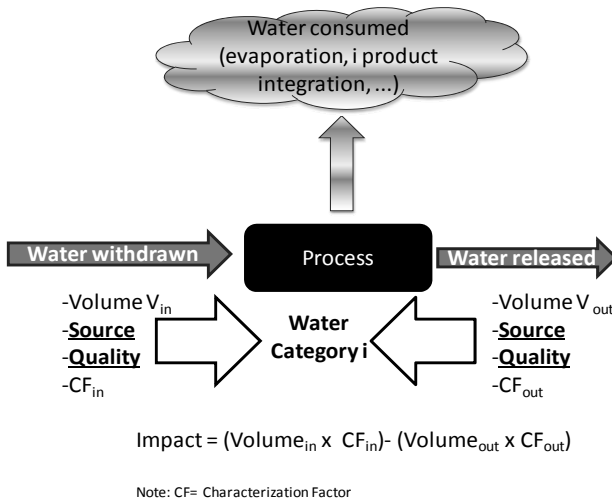 Water consumed
(evaporation, i product
integration, ...)
Water withdrawn
Process
Water released
-Volume Vin
-Source
-Quality
-CFin
Water
Category i
-Volume Vout
-Source
-Quality
-CFout
Impact = (Volumein x CFin)- (Volumeout x CFout)
Note: CF= Characterization Factor